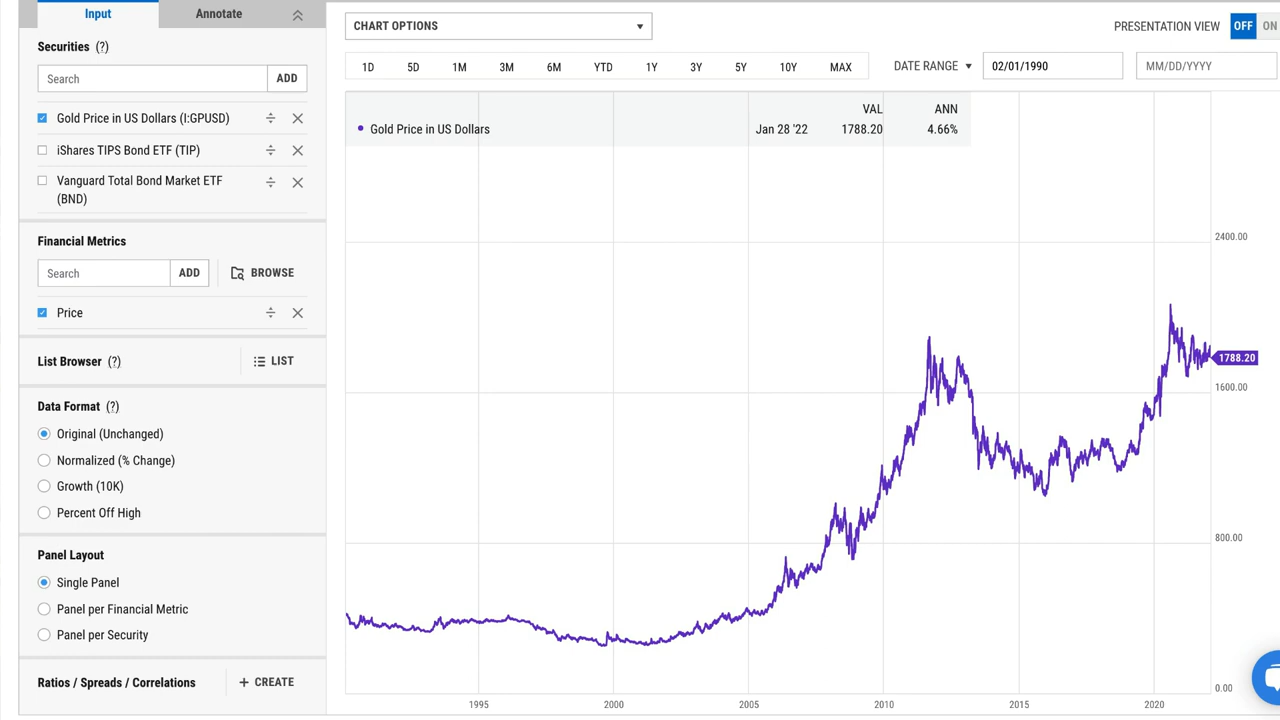 Input
Annotate
Securities (?)
Search
ADD
Gold Price in US Dollars (I:GPUSD)
iShares TIPS Bond ETF (TIP)
Vanguard Total Bond Market ETF
(BND)
Financial Metrics
Search
ADD
BROWSE
Price
List Browser (?)
LIST
Data Format (?)
Original (Unchanged)
Normalized (% Change)
Growth (10K)
Percent Off High
Panel Layout
Single Panel
Panel per Financial Metric
Panel per Security
Ratios / Spreads / Correlations
+ CREATE
CHART OPTIONS
PRESENTATION VIEW OFF ON
1D 5D 1M 3M 6M YTD 1Y 3Y 5Y 10Y MAX
DATE RANGE
02/01/1990
MM/DD/YYYY
VAL ANN
Gold Price in US Dollars Jan 28 '22 1788.20 4.66%
2400.00
1788.20
1600.00
800.00
0.00
1995 2000 2005 2010 2015 2020